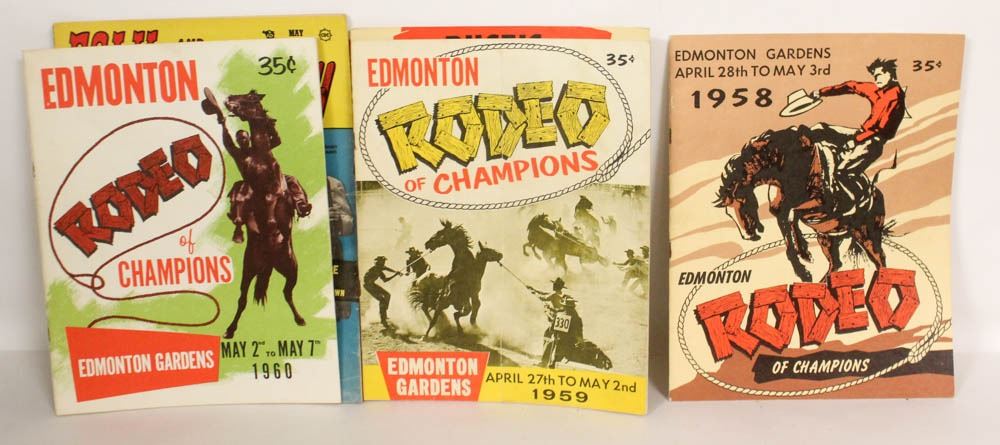 AND
MAY
EDMONTON
35¢
RODEO
of
CHAMPIONS
EDMONTON GARDENS
MAY 2nd TO MAY 7th
1960
RUSTIC
EDMONTON
35¢
RODEO
OF CHAMPIONS
330
EDMONTON
GARDENS
APRIL 27th TO MAY 2nd
1959
EDMONTON GARDENS
APRIL 28th TO MAY 3rd
1958
35¢
EDMONTON
RODEO
OF CHAMPIONS